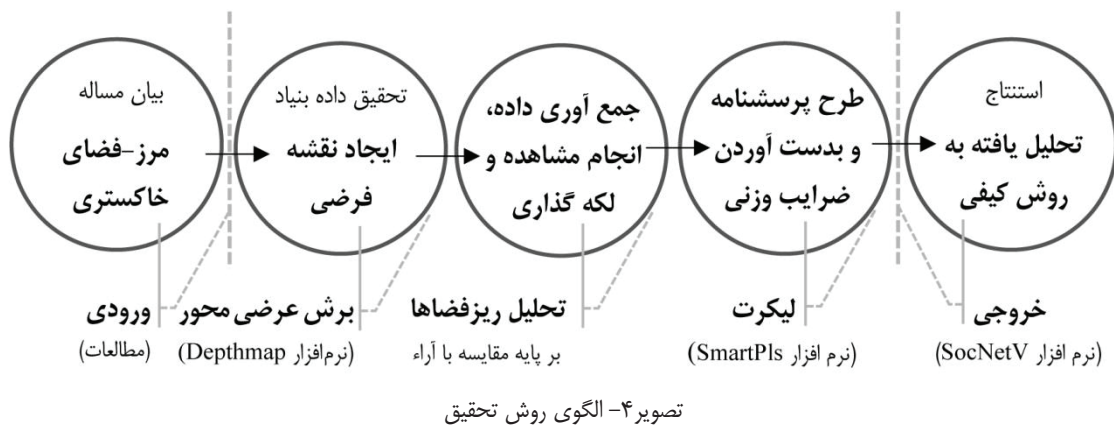 بیان مساله
مرز-فضای
خاکستری
تحقیق داده بنیاد
ایجاد نقشه
فرضی
جمع آوری داده،
انجام مشاهده و
لکه گذاری
طرح پرسشنامه
و بدست آوردن
ضرایب وزنی
استنتاج
تحلیل یافته به
روش کیفی
ورودی
(مطالعات)
برش عرضی محور
(نرم‌افزار Depthmap)
تحلیل ریزفضاها
بر پایه مقایسه با آراء
لیکرت
(نرم افزار SmartPls)
خروجی
(نرم افزار SocNetV)
تصویر۴- الگوی روش تحقیق